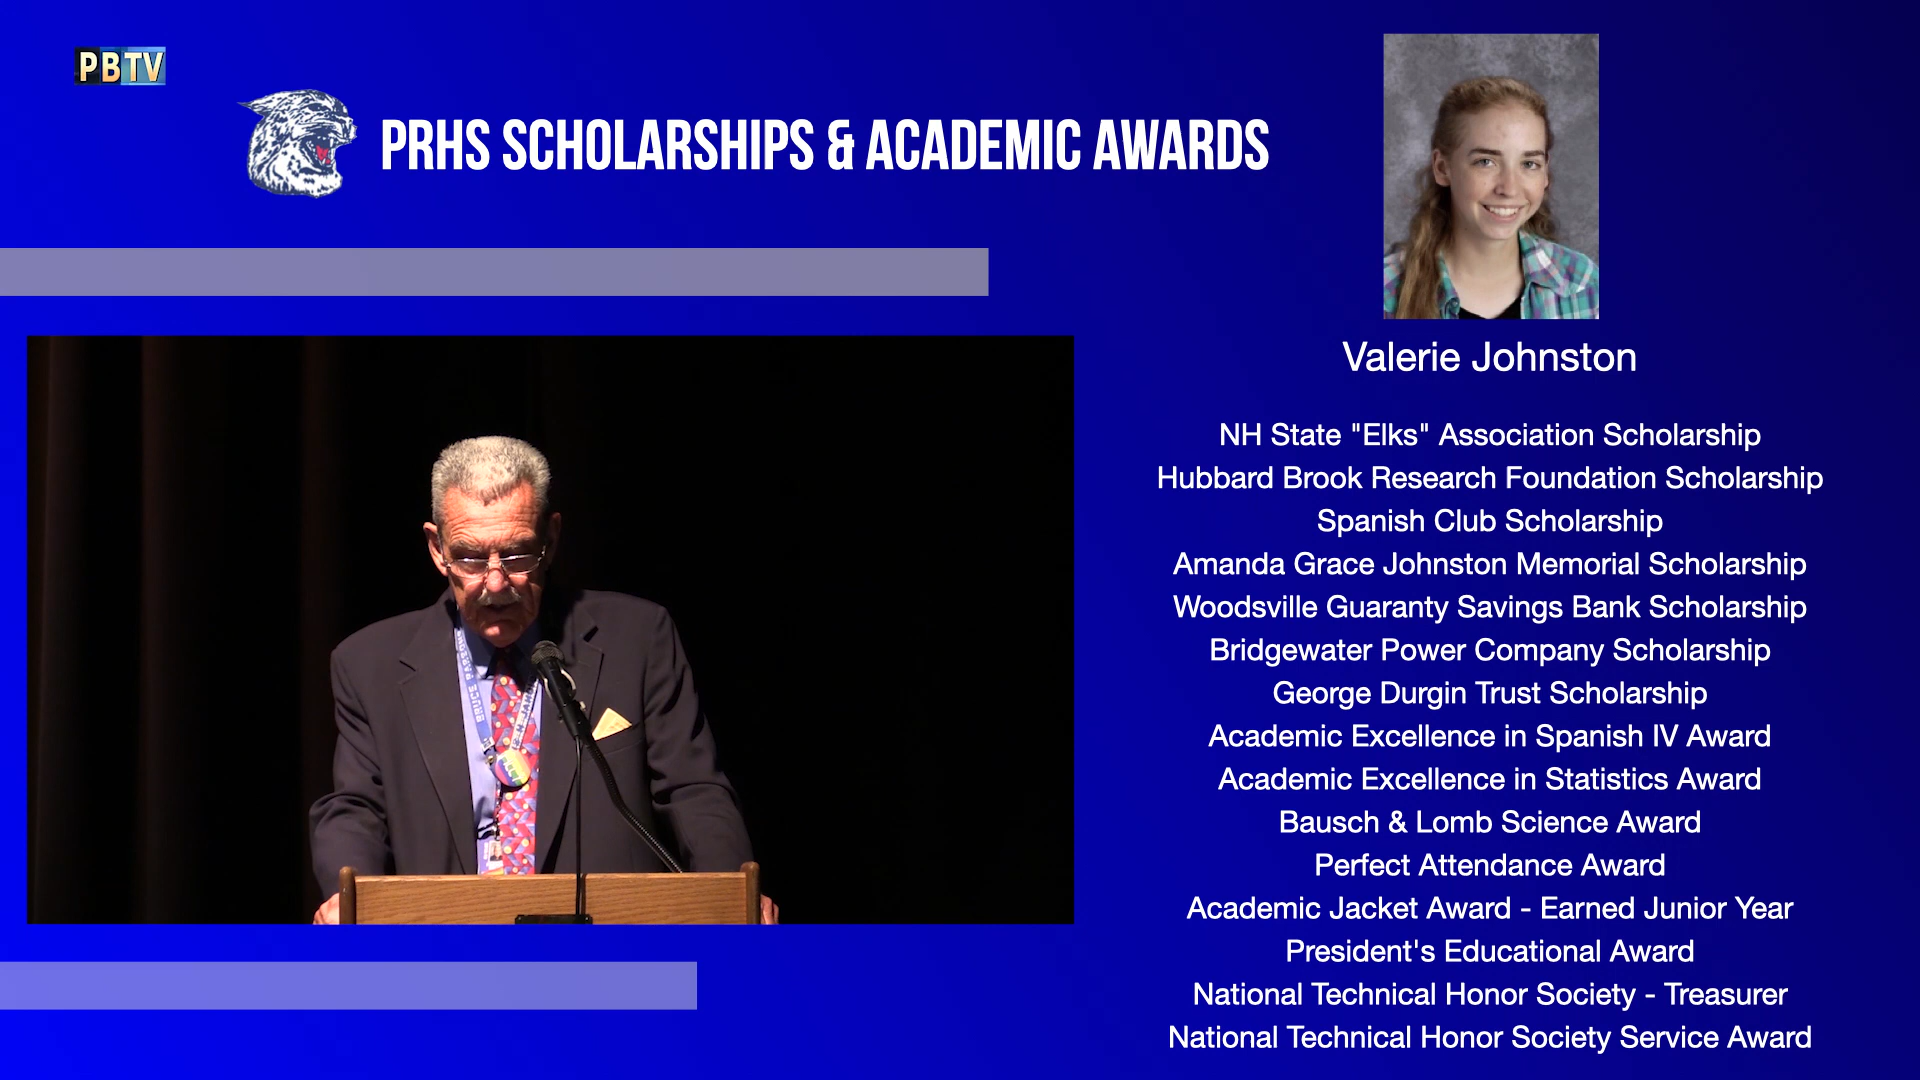 PBTV
PRHS SCHOLARSHIPS & ACADEMIC AWARDS
Valerie Johnston
NH State "Elks" Association Scholarship
Hubbard Brook Research Foundation Scholarship
Spanish Club Scholarship
Amanda Grace Johnston Memorial Scholarship
Woodsville Guaranty Savings Bank Scholarship
Bridgewater Power Company Scholarship
George Durgin Trust Scholarship
Academic Excellence in Spanish IV Award
Academic Excellence in Statistics Award
Bausch & Lomb Science Award
Perfect Attendance Award
Academic Jacket Award - Earned Junior Year
President's Educational Award
National Technical Honor Society - Treasurer
National Technical Honor Society Service Award